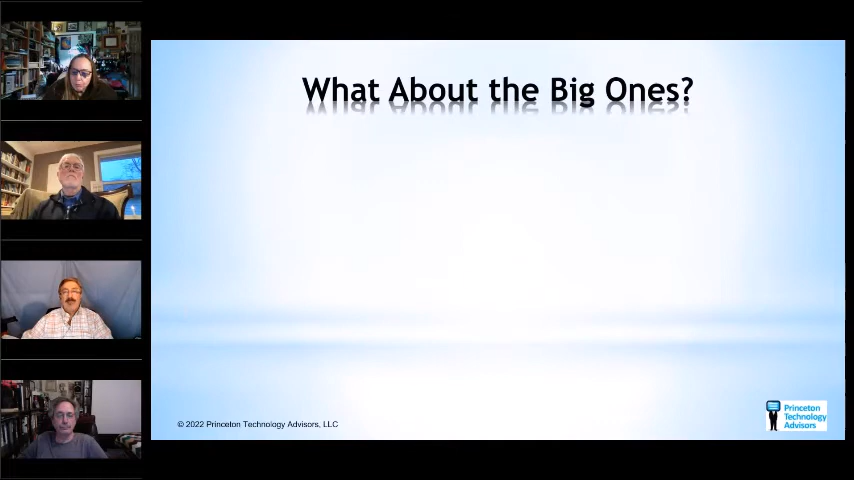 What About the Big Ones?
© 2022 Princeton Technology Advisors, LLC
Princeton
Technology
Advisors